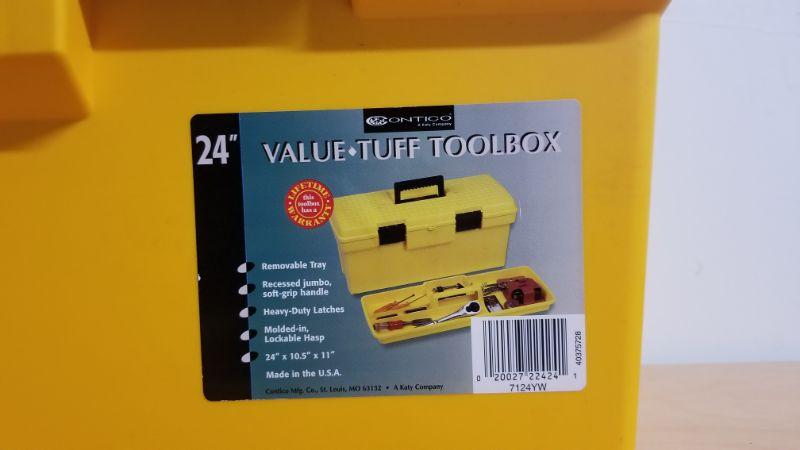 CONTICO
A Katy Company
24"
VALUE•TUFF TOOLBOX
LIFETIME
this
toolbox
has a
WARRANTY
Removable Tray
Recessed jumbo,
soft-grip handle
Heavy-Duty Latches
Molded-in,
Lockable Hasp
24" x 10.5" x 11"
Made in the U.S.A.
Contico Mfg. Co., St. Louis, MO 63132 • A Katy Company
40375728
0 20027 22424 1
7124YW